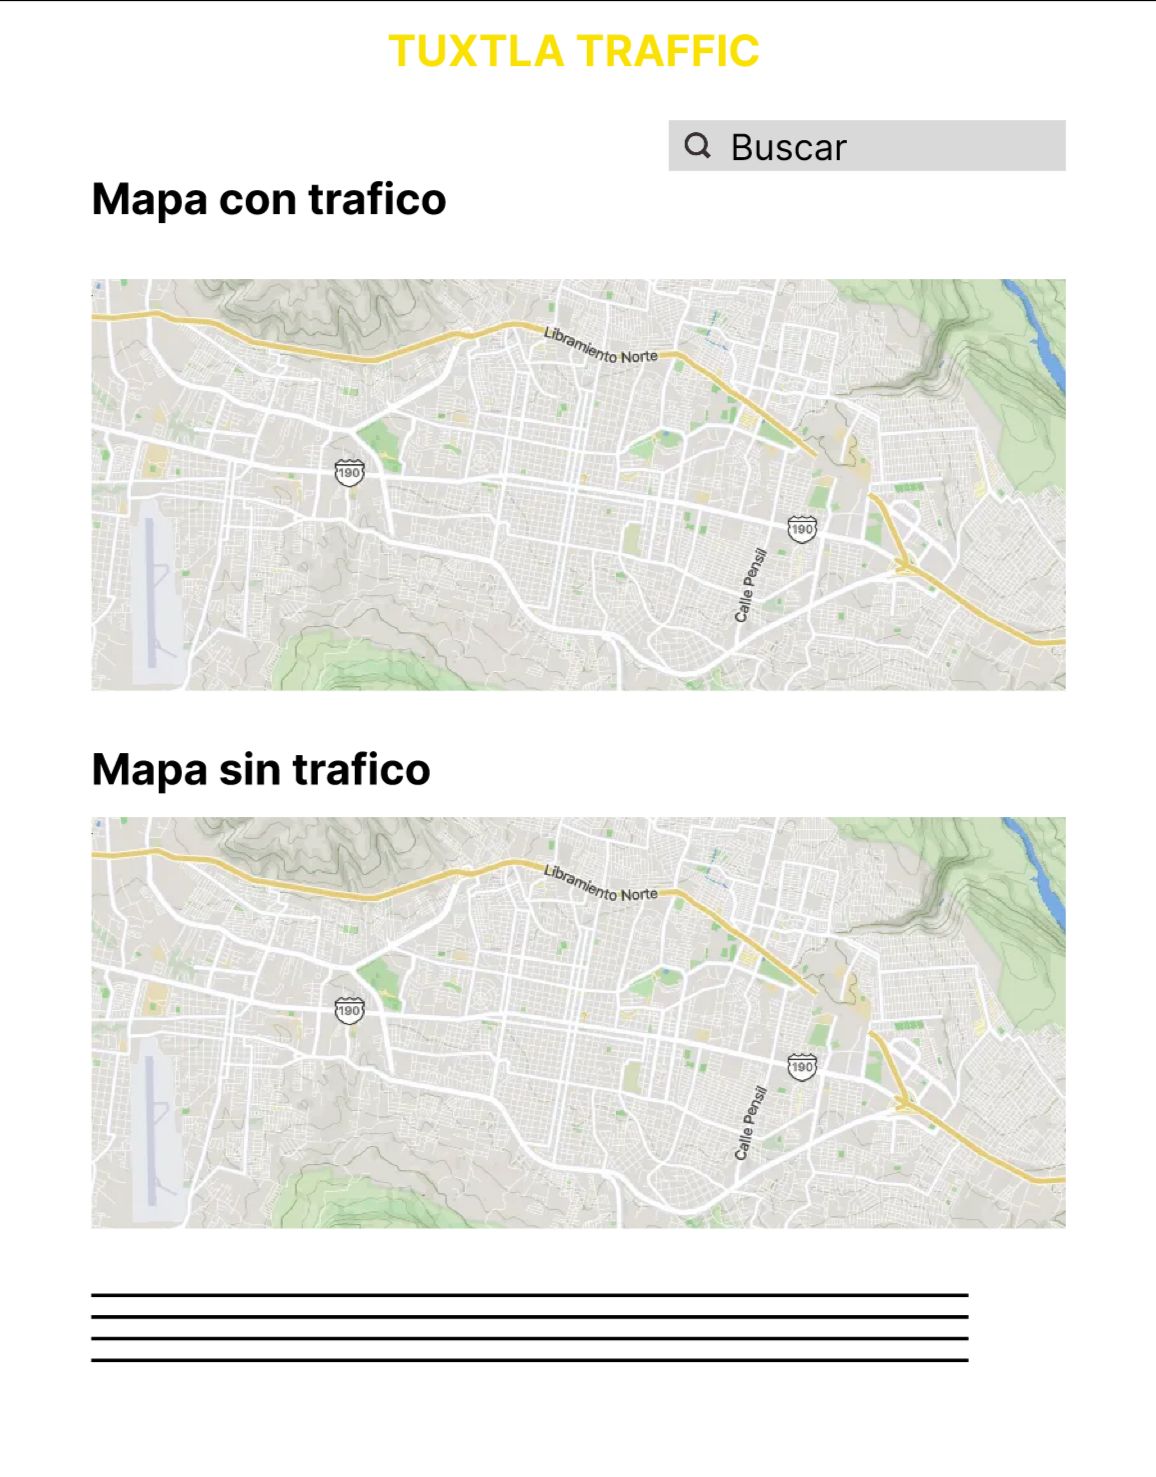 TUXTLA TRAFFIC
Buscar
Mapa con trafico
Libramiento Norte
190
190
Calle Pensil
Mapa sin trafico
Libramiento Norte
190
190
Calle Pensil